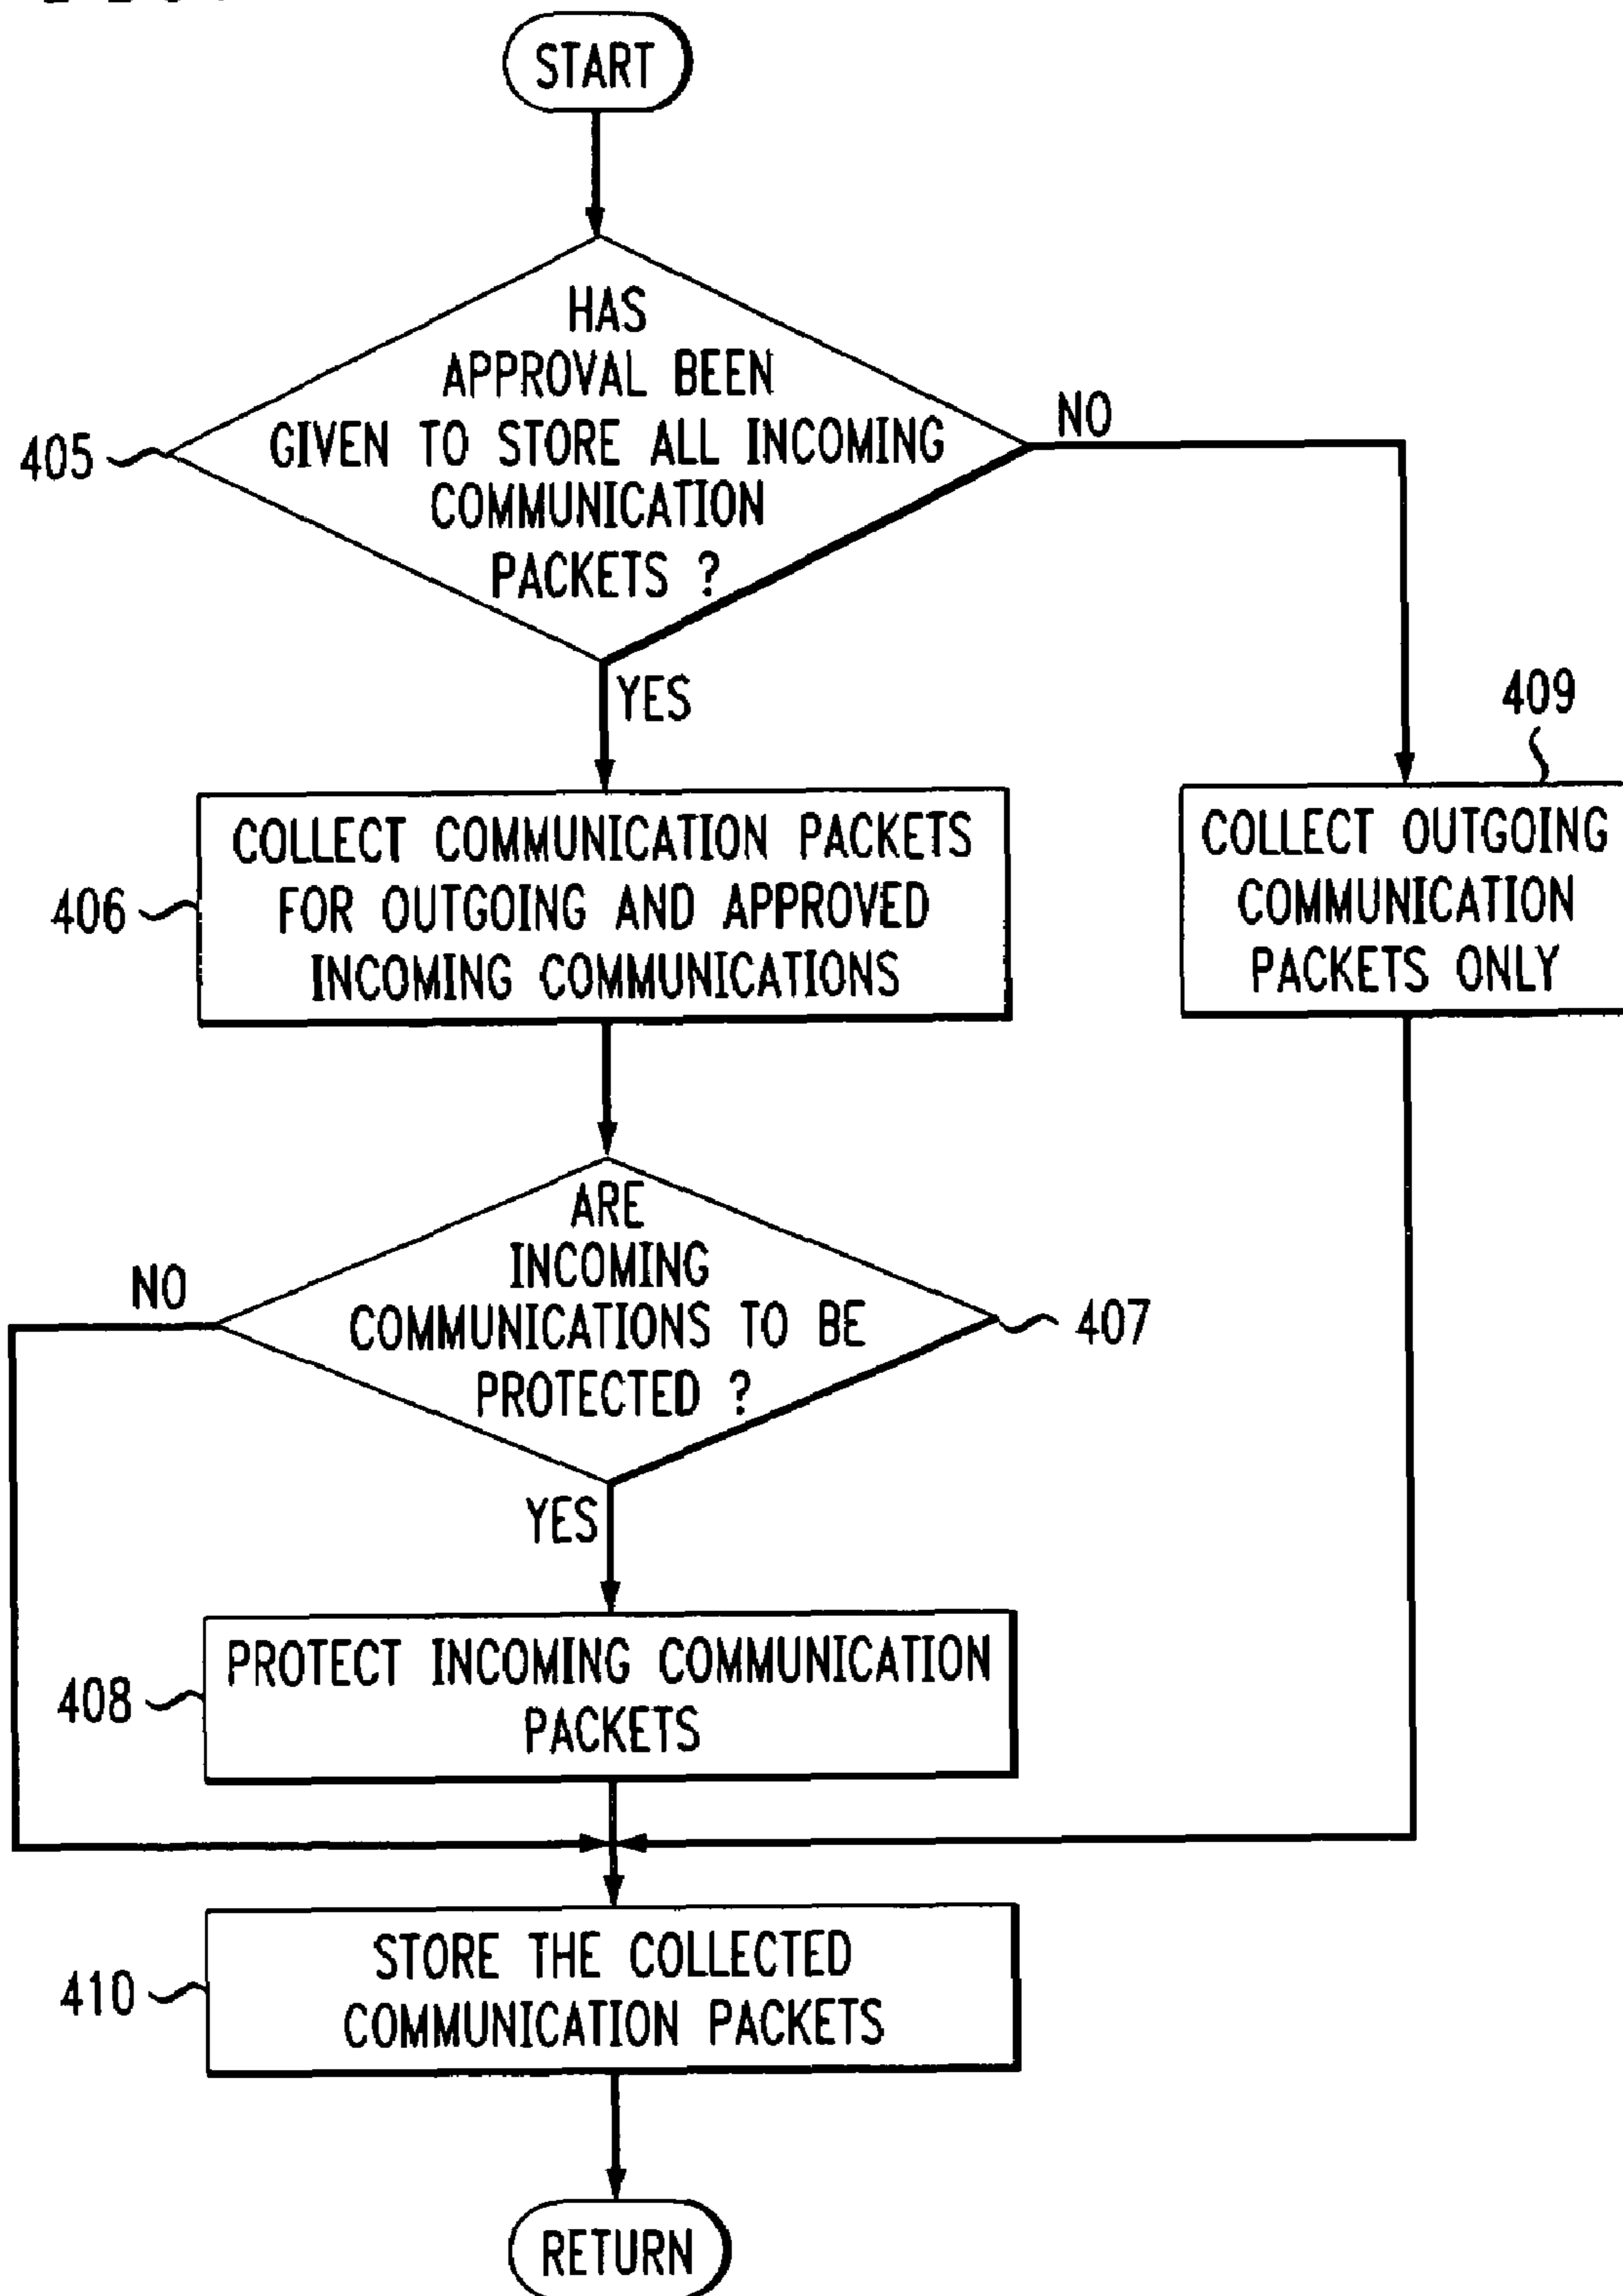 START
HAS
APPROVAL BEEN
GIVEN TO STORE ALL INCOMING
COMMUNICATION
PACKETS ?
405
NO
YES
409
COLLECT COMMUNICATION PACKETS
FOR OUTGOING AND APPROVED
INCOMING COMMUNICATIONS
406
COLLECT OUTGOING
COMMUNICATION
PACKETS ONLY
ARE
INCOMING
COMMUNICATIONS TO BE
PROTECTED ?
NO
407
YES
PROTECT INCOMING COMMUNICATION
PACKETS
408
STORE THE COLLECTED
COMMUNICATION PACKETS
410
RETURN